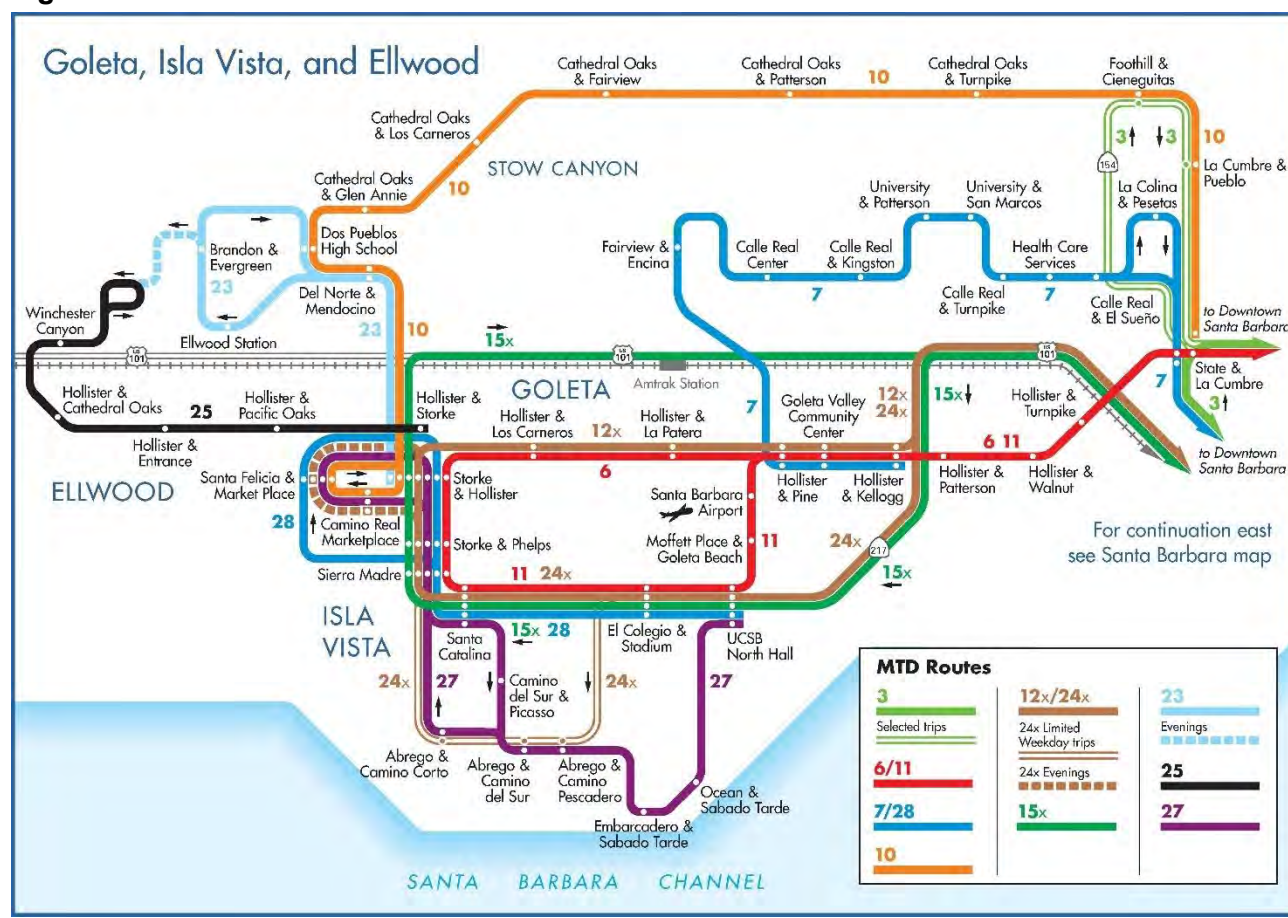 Goleta, Isla Vista, and Ellwood
Cathedral Oaks
& Fairview
Cathedral Oaks
& Patterson
10
Cathedral Oaks
& Turnpike
Foothill &
Cieneguitas
Cathedral Oaks
& Los Carneros
STOW CANYON
10
3
3
10
154
La Cumbre &
Pueblo
Cathedral Oaks
& Glen Annie
University
& Patterson
University &
San Marcos
La Colina
& Pesetas
Dos Pueblos
High School
Brandon &
Evergreen
23
Fairview &
Encina
Calle Real
Center
Calle Real
& Kingston
Health Care
Services
7
7
Calle Real
& Turnpike
Calle Real
& El Sueño
Del Norte &
Mendocino
Winchester
Canyon
Ellwood Station
23
10
to Downtown
Santa Barbara
US
101
15x
US
101
US
101
Amtrak Station
GOLETA
State &
La Cumbre
7
3
Hollister &
Cathedral Oaks
25
Hollister &
Pacific Oaks
Hollister &
Storke
Hollister &
Los Carneros
12x
Hollister &
La Patera
7
Goleta Valley
Community
Center
12x
24x
15x
Hollister &
Turnpike
Hollister &
Entrance
6 11
to Downtown
Santa Barbara
ELLWOOD
Santa Felicia &
Market Place
Storke
& Hollister
6
Santa Barbara
Airport
Hollister
& Pine
Hollister
& Kellogg
Hollister &
Patterson
Hollister &
Walnut
28
Camino Real
Marketplace
Storke & Phelps
Moffett Place &
Goleta Beach
11
24x
217
15x
For continuation east
see Santa Barbara map
Sierra Madre
11
24x
ISLA
VISTA
Santa
Catalina
15x
28
El Colegio &
Stadium
UCSB
North Hall
24x
27
Camino
del Sur &
Picasso
24x
27
Abrego &
Camino Corto
Abrego &
Camino
del Sur
Abrego &
Camino
Pescadero
Ocean &
Sabado Tarde
Embarcadero &
Sabado Tarde
SANTA BARBARA CHANNEL
MTD Routes
3
Selected trips
6/11
7/28
10
12x/24x
24x Limited
Weekday trips
24x Evenings
15x
23
Evenings
25
27